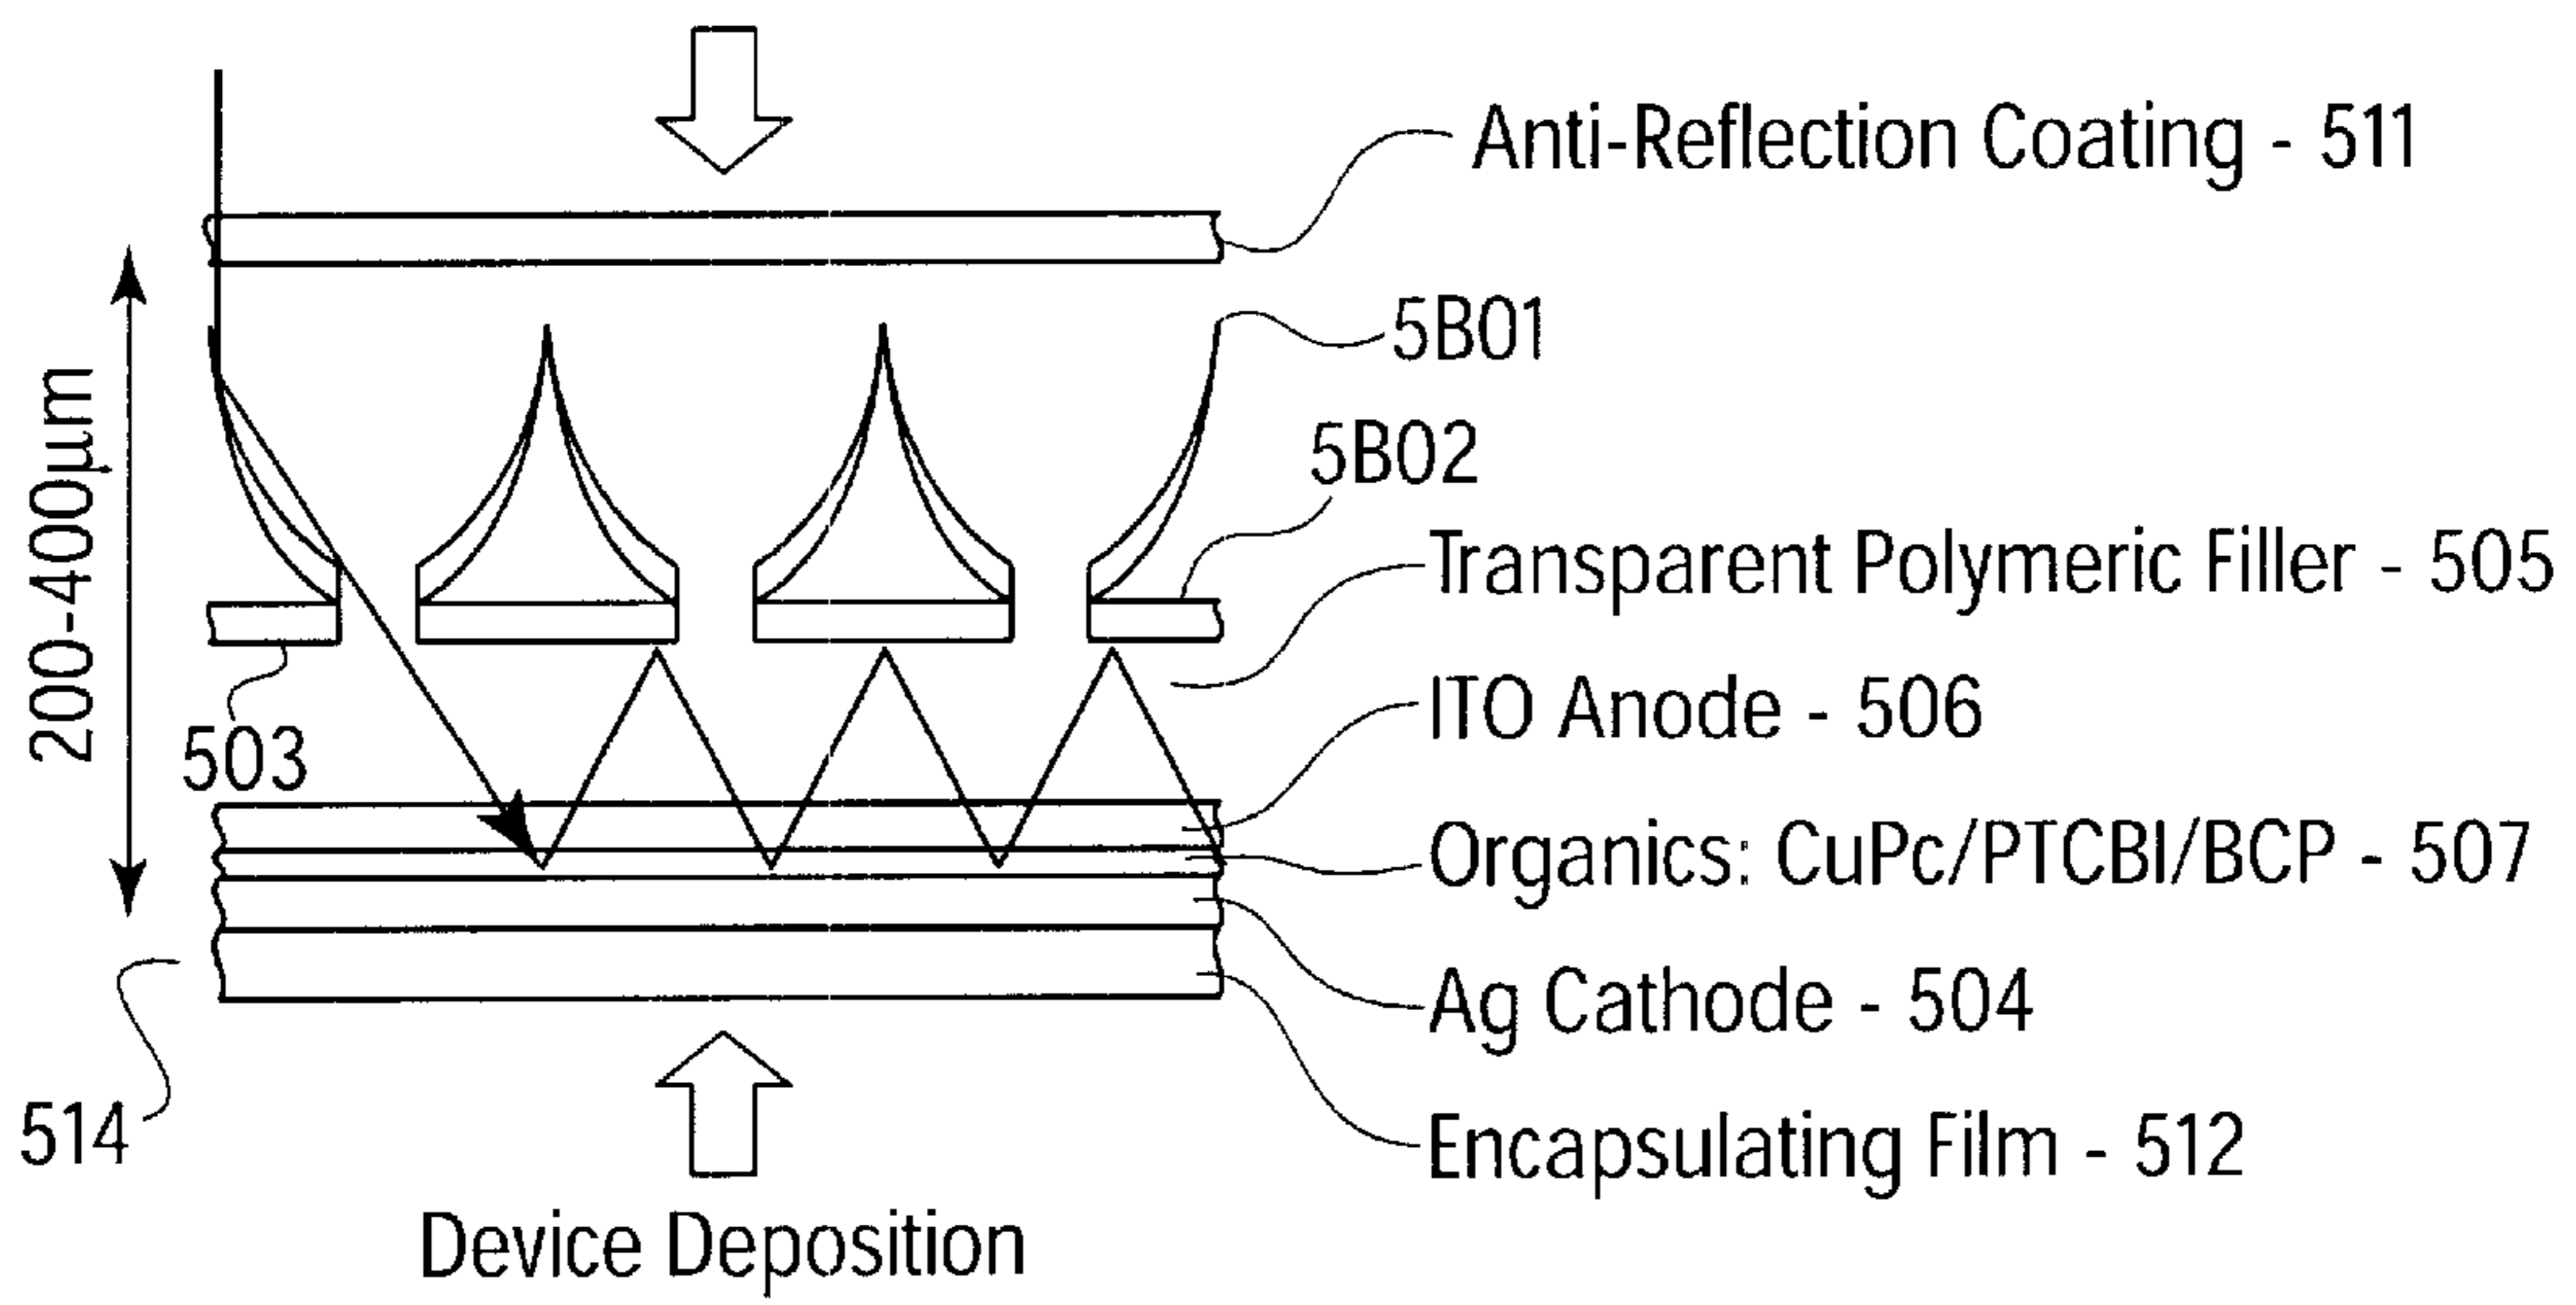 Anti-Reflection Coating - 511
5B01
5B02
200-400µm
Transparent Polymeric Filler - 505
ITO Anode - 506
503
Organics: CuPc/PTCBI/BCP - 507
Ag Cathode - 504
514
Encapsulating Film - 512
Device Deposition